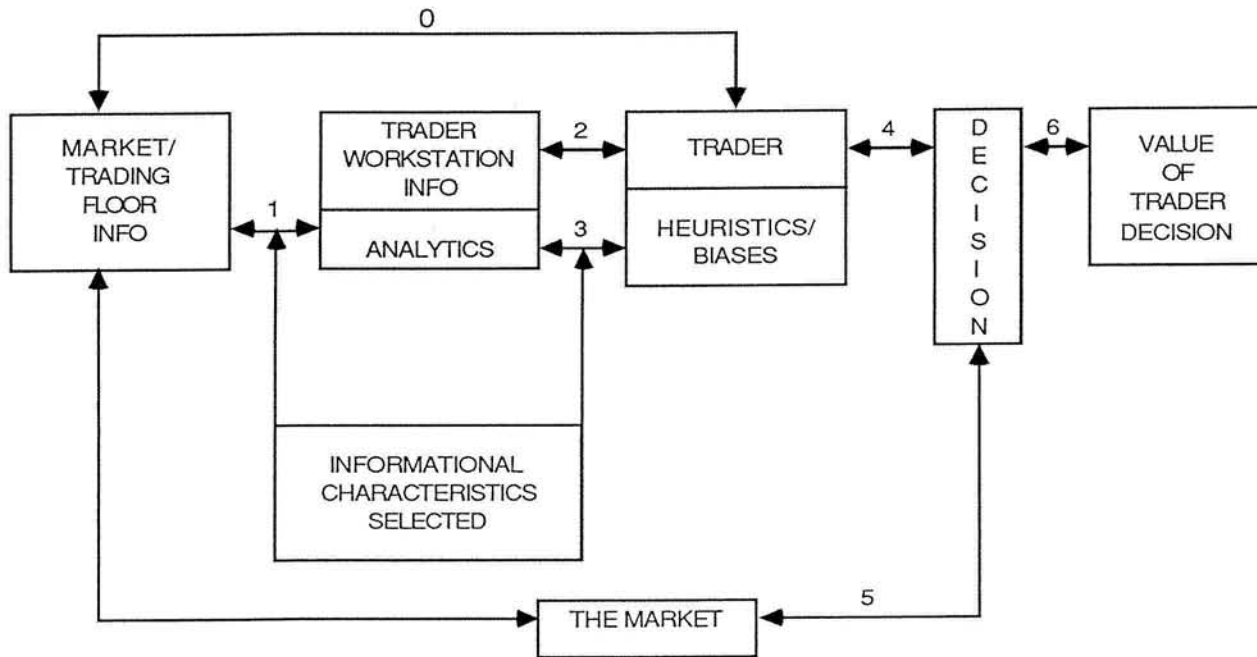 0
MARKET/
TRADING
FLOOR
INFO
1
TRADER
WORKSTATION
INFO
ANALYTICS
2
3
TRADER
HEURISTICS/
BIASES
4
D
E
C
I
S
I
O
N
6
VALUE
OF
TRADER
DECISION
INFORMATIONAL
CHARACTERISTICS
SELECTED
THE MARKET
5